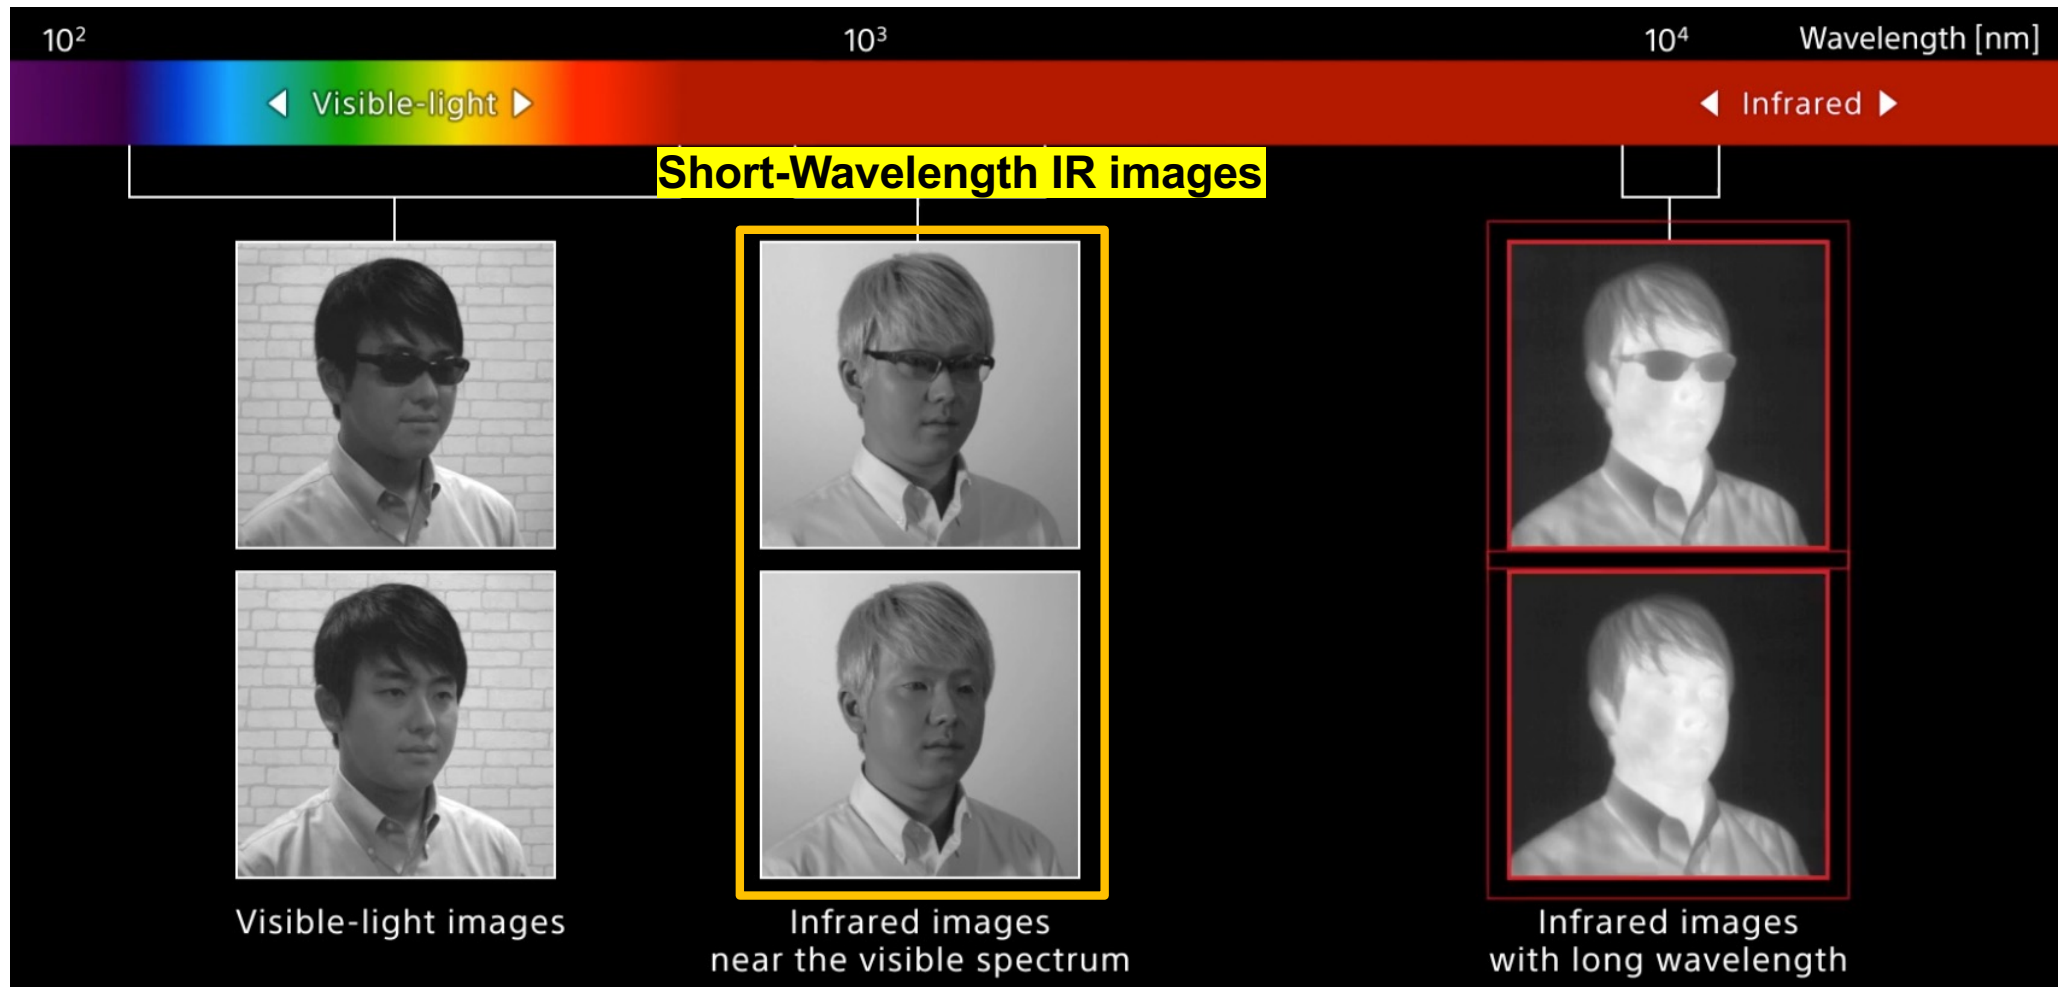 10² 10³ 10⁴ Wavelength [nm]
Visible-light Infrared
Short-Wavelength IR images
Visible-light images
Infrared images
near the visible spectrum
Infrared images
with long wavelength